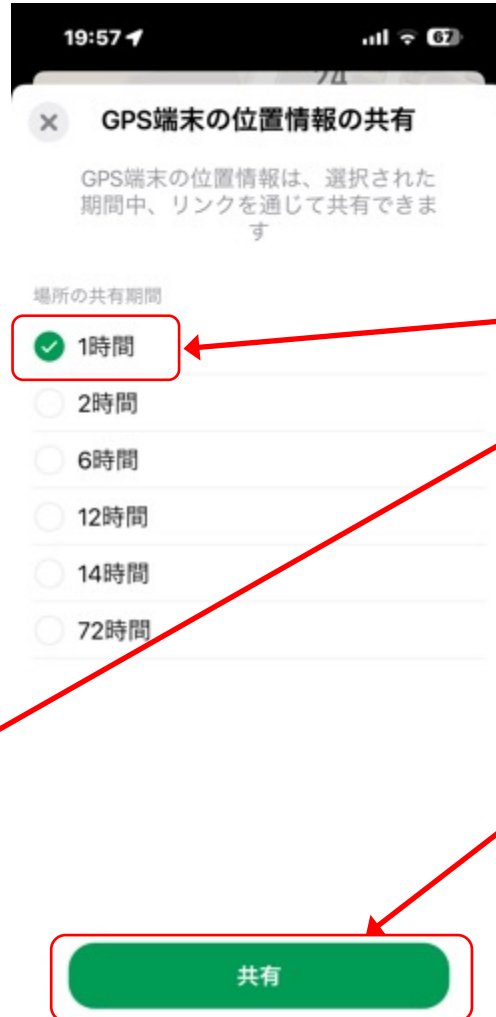 19:57
67
24
GPS端末の位置情報の共有
GPS端末の位置情報は、選択された
期間中、リンクを通じて共有できま
す
場所の共有期間
1時間
2時間
6時間
12時間
14時間
72時間
共有